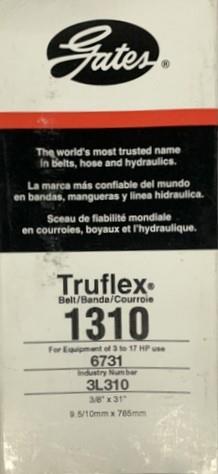 Gates®
The world's most trusted name
in belts, hose and hydraulics.
La marca más confiable del mundo
en bandas, mangueras y linea hidraulica.
Sceau de fiabilité mondiale
en courroies, boyaux et l'hydraulique.
Truflex®
Belt/Banda/Courroie
1310
For Equipment of 3 to 17 HP use
6731
Industry Number
3L310
3/8" x 31"
9.5/10mm x 785mm